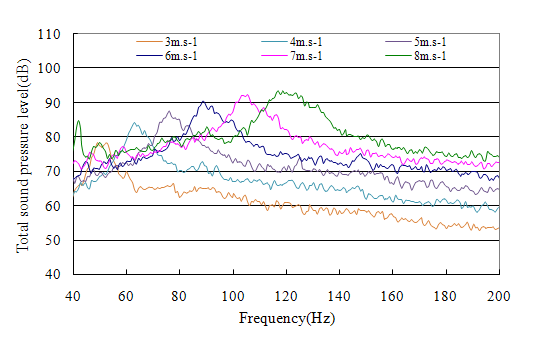 3m.s-1 4m.s-1 5m.s-1
6m.s-1 7m.s-1 8m.s-1
Total sound pressure level(dB)
110
100
90
80
70
60
50
40
40 60 80 100 120 140 160 180 200
Frequency(Hz)